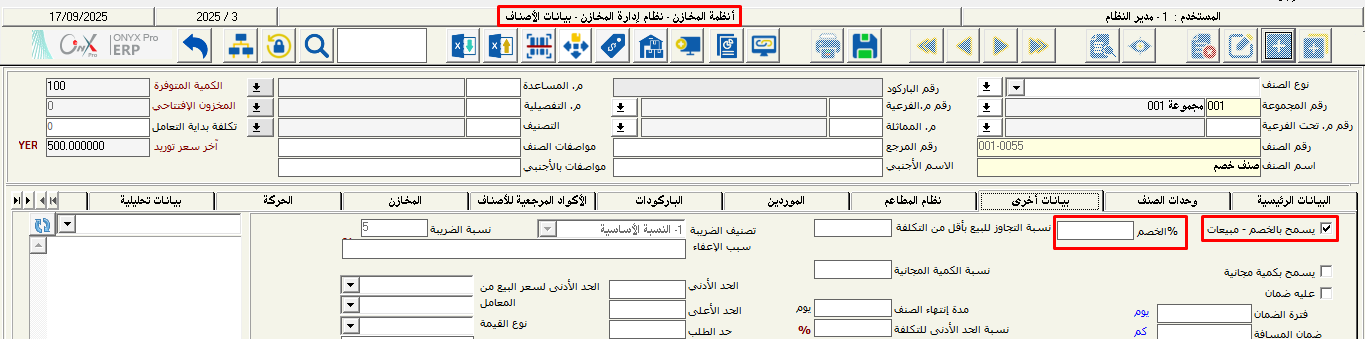 المستخدم : 1 - مدير النظام
أنظمة المخازن - نظام إدارة المخازن - بيانات الأصناف
2025 / 3
17/09/2025
ONYX Pro
ERP
OnyX
Pro
نوع الصنف
رقم الباركود
م. المساعدة
الكمية المتوفرة 100
رقم المجموعة 001 مجموعة 001
رقم م.الفرعية
م. التفصيلية
المخزون الإفتتاحي 0
رقم م. تحت الفرعية
م. المماثلة
التصنيف
تكلفة بداية التعامل 0
رقم الصنف 001-0055
رقم المرجع
مواصفات الصنف
آخر سعر توريد 500.000000 YER
اسم الصنف صنف خصم
الاسم الأجنبي
مواصفات بالأجنبي
البيانات الرئيسية
وحدات الصنف
بيانات أخرى
نظام المطاعم
الموردين
الباركودات
الأكواد المرجعية للأصناف
المخازن
الحركة
بيانات تحليلية
يسمح بالخصم - مبيعات
%الخصم
نسبة التجاوز للبيع بأقل من التكلفة
تصنيف الضريبة 1- النسبة الأساسية
نسبة الضريبة 5
%
سبب الإعفاء
يسمح بكمية مجانية
نسبة الكمية المجانية
الحد الأدنى
الحد الأدنى لسعر البيع من
عليه ضمان
المعامل
فترة الضمان
يوم
مدة إنتهاء الصنف
يوم
الحد الأعلى
نوع القيمة
ضمان المسافة
كم
نسبة الحد الأدنى للتكلفة
%
حد الطلب